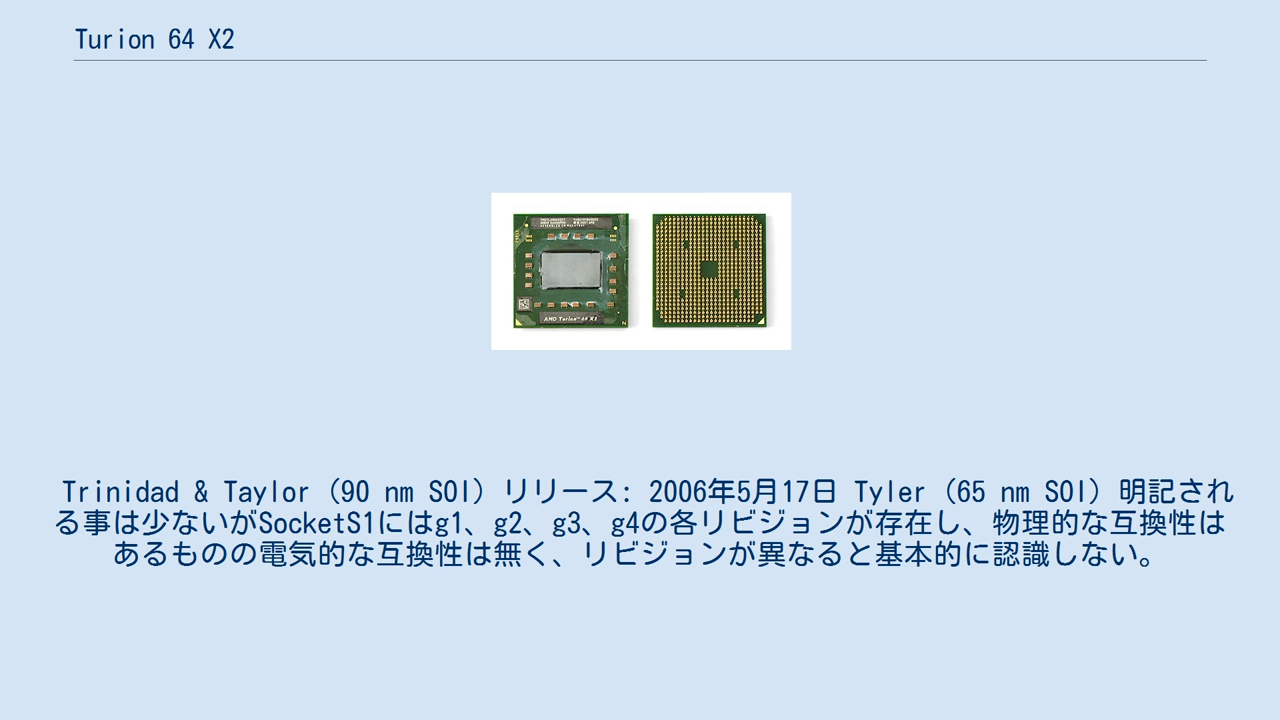 Turion 64 X2
AMD Turion™ 64 X2
Trinidad & Taylor (90 nm SOI) リリース: 2006年5月17日 Tyler (65 nm SOI) 明記され
る事は少ないがSocketS1にはg1、g2、g3、g4の各リビジョンが存在し、物理的な互換性は
あるものの電気的な互換性は無く、リビジョンが異なると基本的に認識しない。